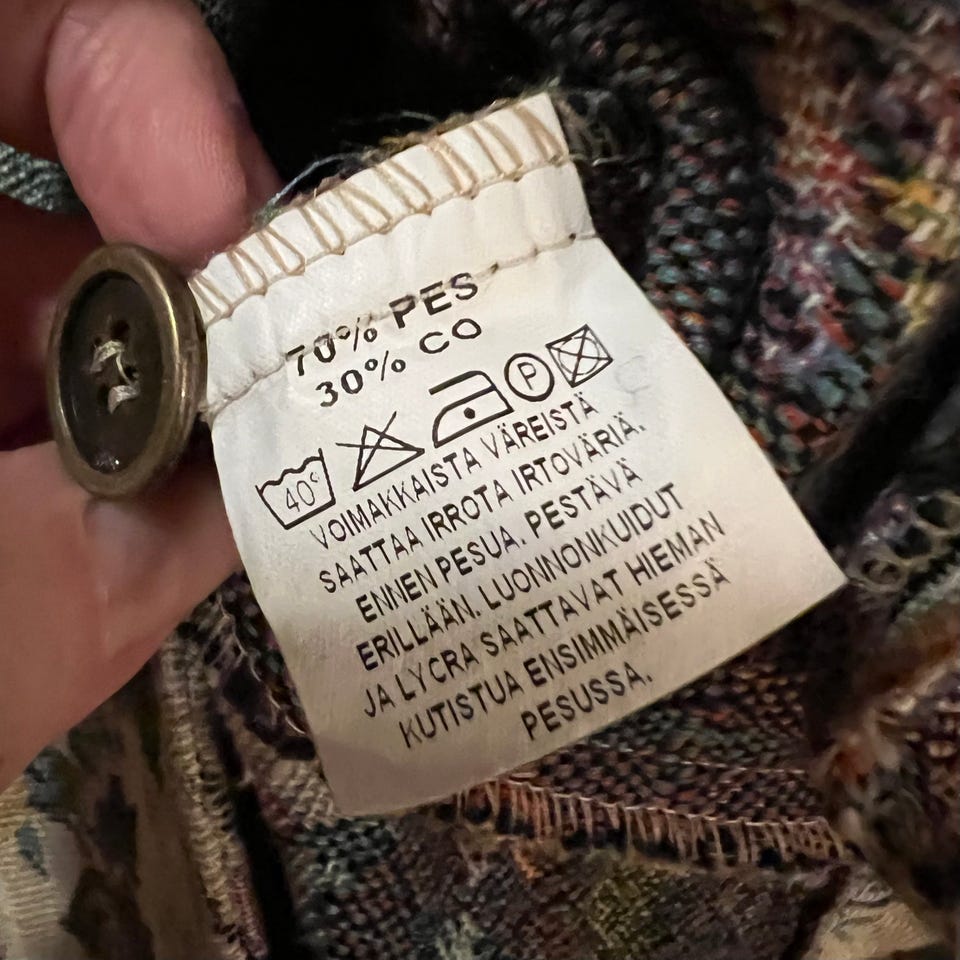 70% PES
30% CO
40° P
VOIMAKKAISTA VÄREISTÄ
SAATTAA IRROTA IRTOVÄRIÄ.
ENNEN PESUA. PESTÄVÄ
ERILLÄÄN. LUONNONKUIDUT
JA LYCRA SAATTAVAT HIEMAN
KUTISTUA ENSIMMÄISESSÄ
PESUSSA.